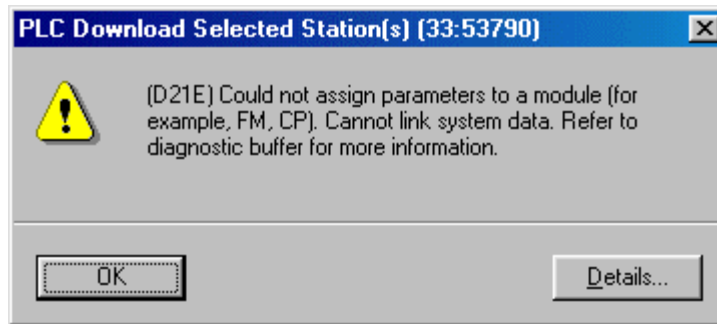 PLC Download Selected Station(s) (33:53790)
(D21E) Could not assign parameters to a module (for
example, FM, CP). Cannot link system data. Refer to
diagnostic buffer for more information.
OK
Details...